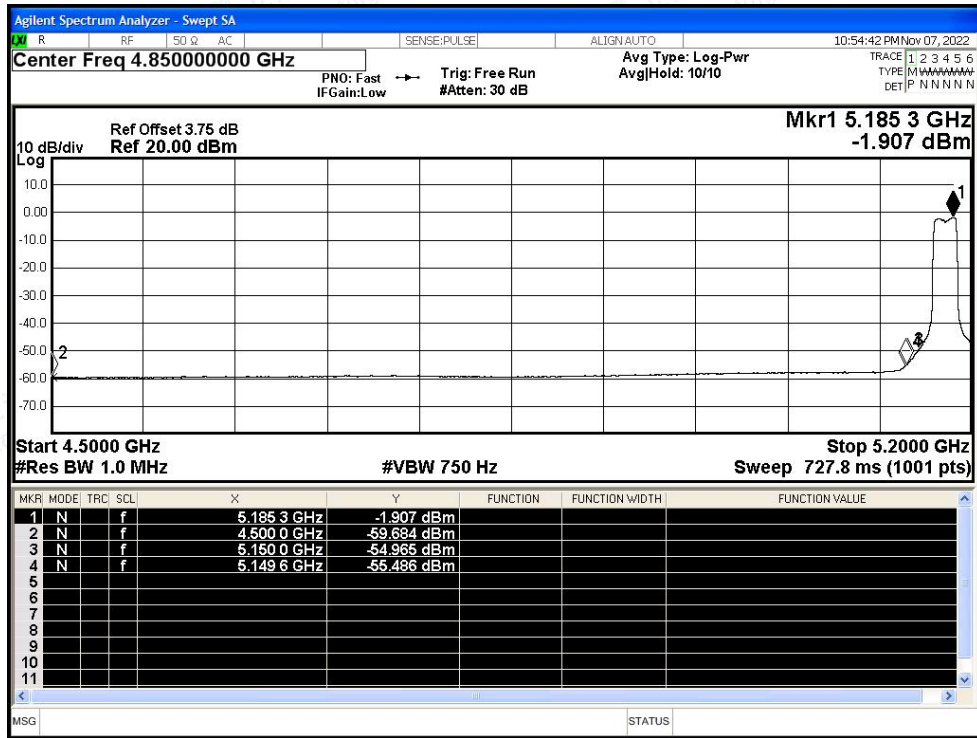 Agilent Spectrum Analyzer - Swept SA
LXI R RF 50 Ω AC SENSE:PULSE ALIGN AUTO 10:54:42 PM Nov 07, 2022
Center Freq 4.850000000 GHz
PNO: Fast Trig: Free Run Avg Type: Log-Pwr TRACE 1 2 3 4 5 6
IFGain:Low #Atten: 30 dB Avg|Hold: 10/10 TYPE M WWWWW
DET P N N N N N
Mkr1 5.185 3 GHz
-1.907 dBm
Ref Offset 3.75 dB
10 dB/div Ref 20.00 dBm
Log
10.0
0.00
-10.0
-20.0
-30.0
-40.0
-50.0
-60.0
-70.0
1
2
Start 4.5000 GHz Stop 5.2000 GHz
#Res BW 1.0 MHz #VBW 750 Hz Sweep 727.8 ms (1001 pts)
MKR MODE TRC SCL X Y FUNCTION FUNCTION WIDTH FUNCTION VALUE
1 N f 5.185 3 GHz -1.907 dBm
2 N f 4.500 0 GHz -59.684 dBm
3 N f 5.150 0 GHz -54.965 dBm
4 N f 5.149 6 GHz -55.486 dBm
5
6
7
8
9
10
11
MSG STATUS